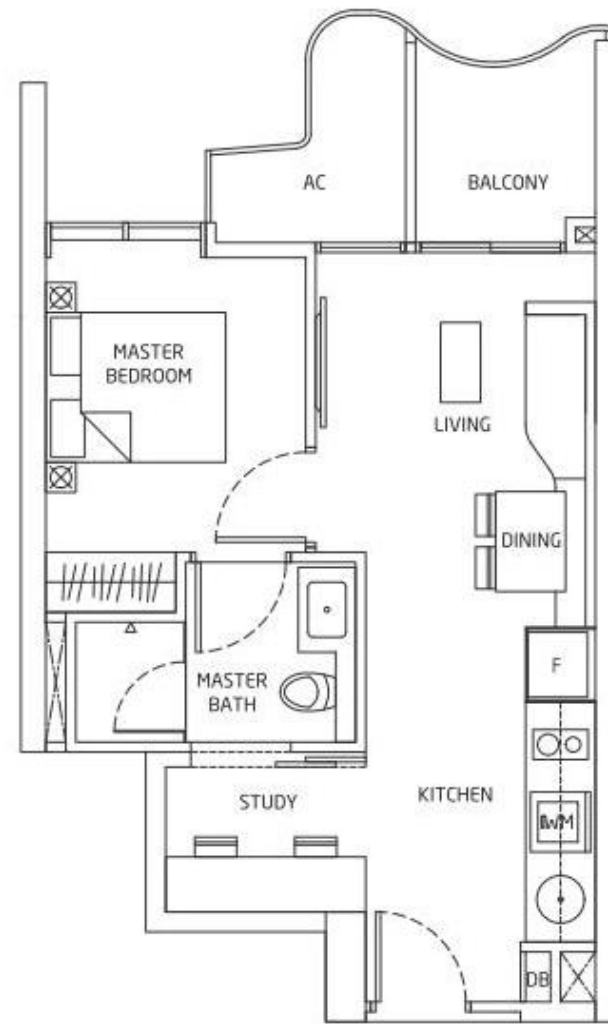 AC
BALCONY
MASTER
BEDROOM
LIVING
DINING
F
MASTER
BATH
STUDY
KITCHEN
WM
DB